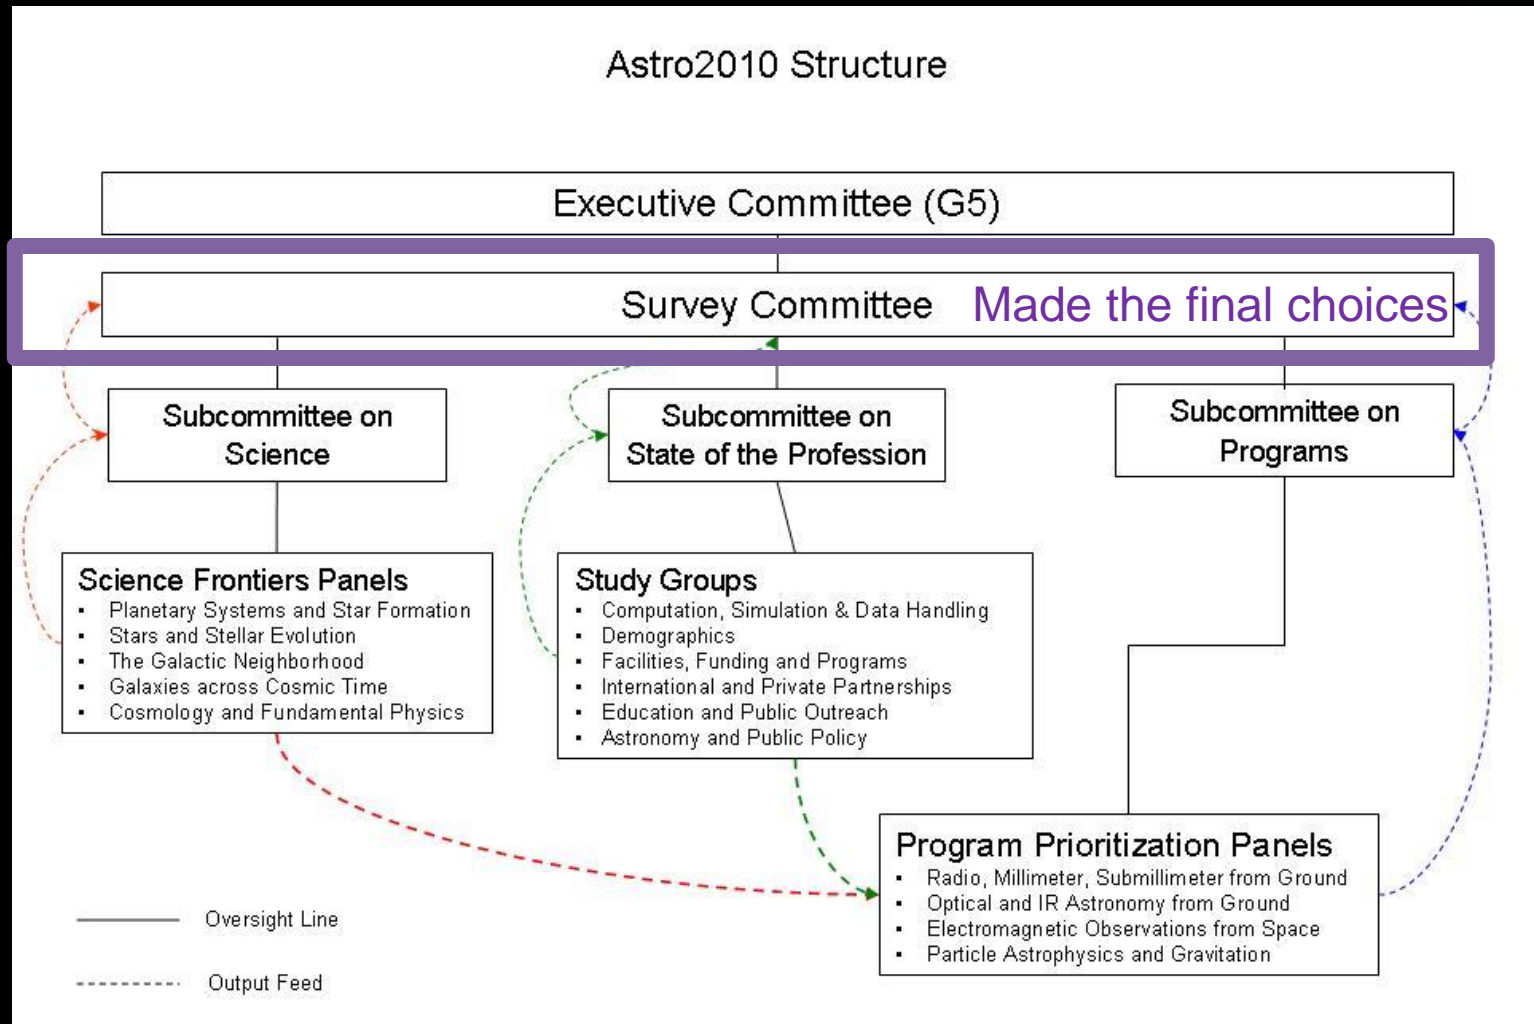 Astro2010 Structure
Executive Committee (G5)
Survey Committee Made the final choices
Subcommittee on
Science
Subcommittee on
State of the Profession
Subcommittee on
Programs
Science Frontiers Panels
▪ Planetary Systems and Star Formation
▪ Stars and Stellar Evolution
▪ The Galactic Neighborhood
▪ Galaxies across Cosmic Time
▪ Cosmology and Fundamental Physics
Study Groups
▪ Computation, Simulation & Data Handling
▪ Demographics
▪ Facilities, Funding and Programs
▪ International and Private Partnerships
▪ Education and Public Outreach
▪ Astronomy and Public Policy
Program Prioritization Panels
▪ Radio, Millimeter, Submillimeter from Ground
▪ Optical and IR Astronomy from Ground
▪ Electromagnetic Observations from Space
▪ Particle Astrophysics and Gravitation
Oversight Line
Output Feed